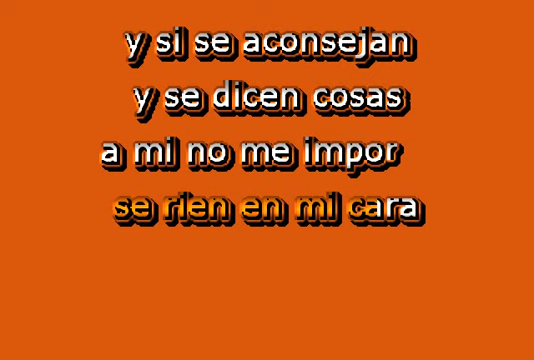 y si se aconsejan
y se dicen cosas
a mi no me impor
se rien en mi cara